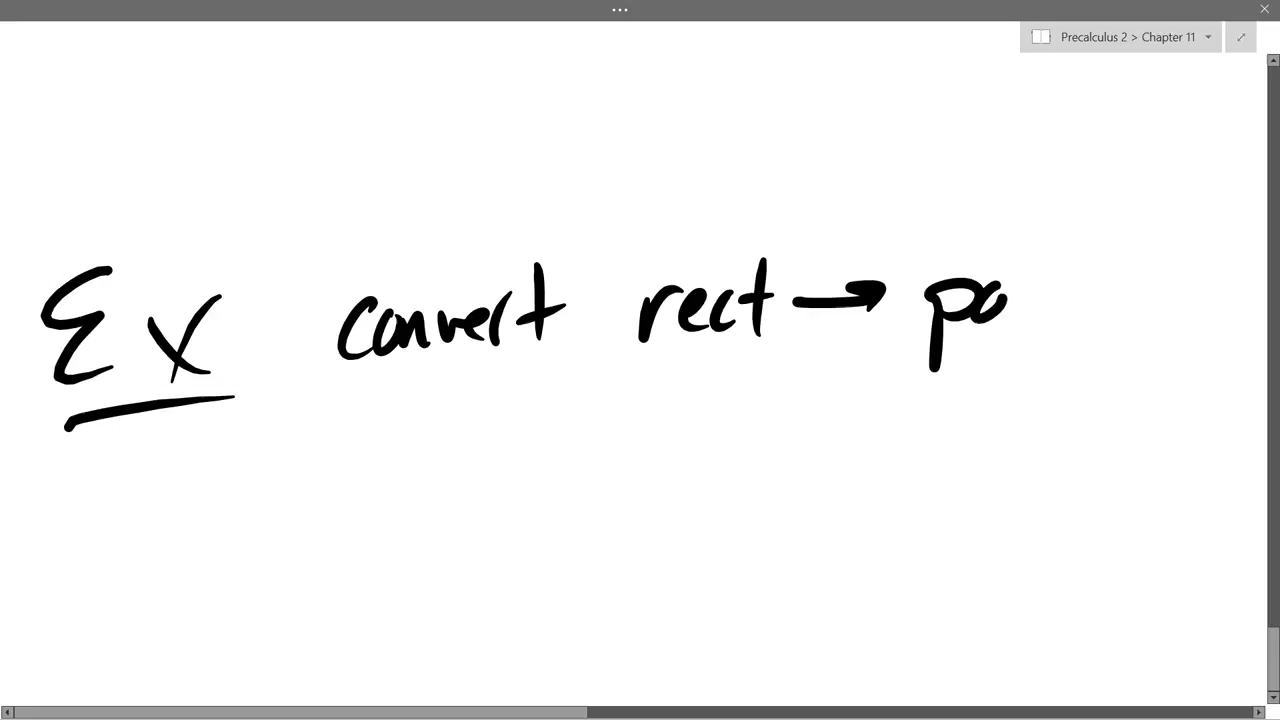 Precalculus 2 > Chapter 11
Ex convert rect → po